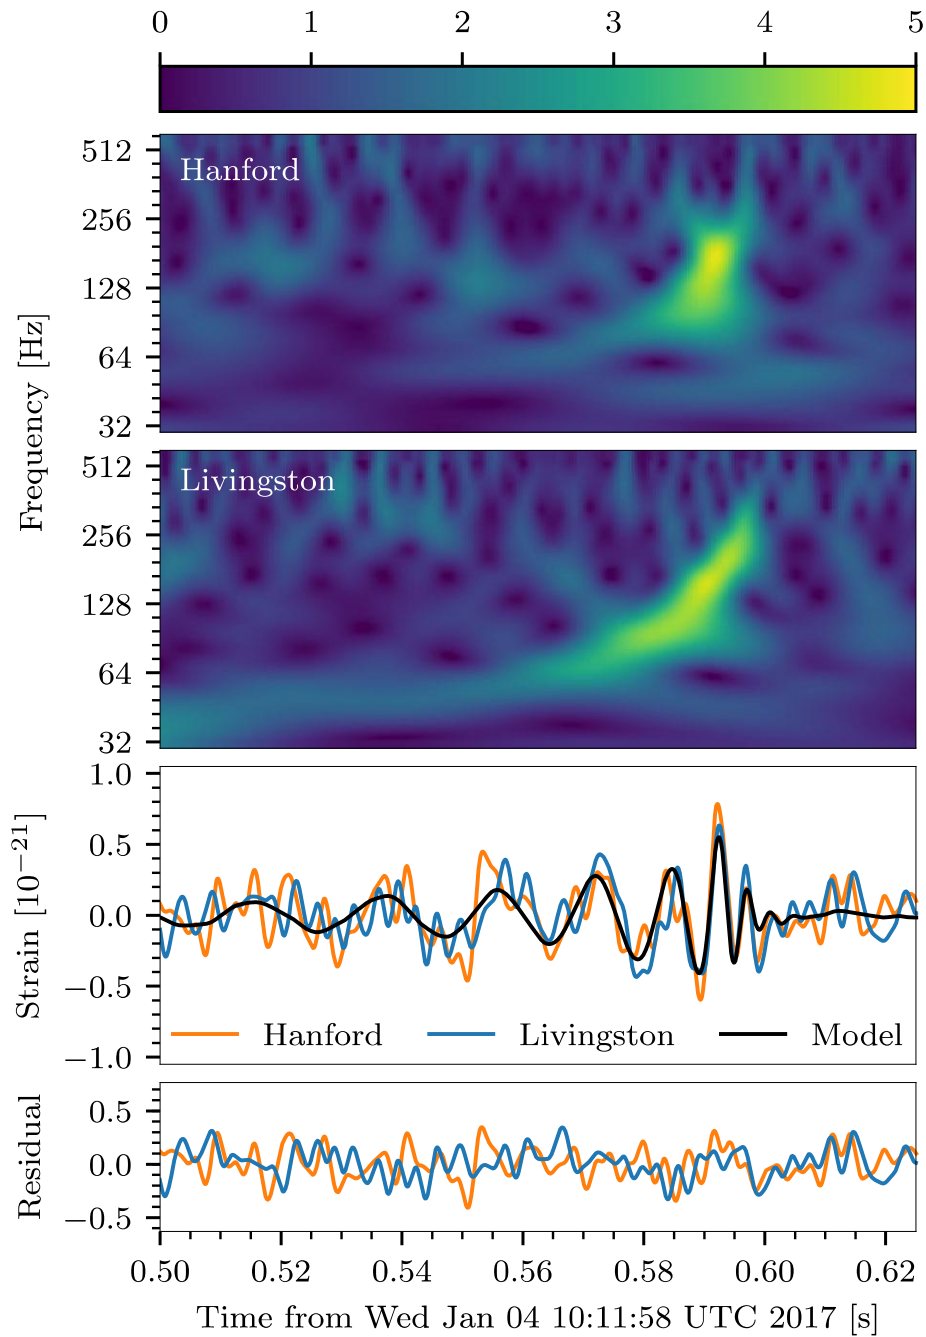 0 1 2 3 4 5
512
Hanford
256
128
64
32
Frequency [Hz]
512
Livingston
256
128
64
32
1.0
0.5
0.0
−0.5
−1.0
Strain [10−21]
Hanford Livingston Model
0.5
0.0
−0.5
Residual
0.50 0.52 0.54 0.56 0.58 0.60 0.62
Time from Wed Jan 04 10:11:58 UTC 2017 [s]